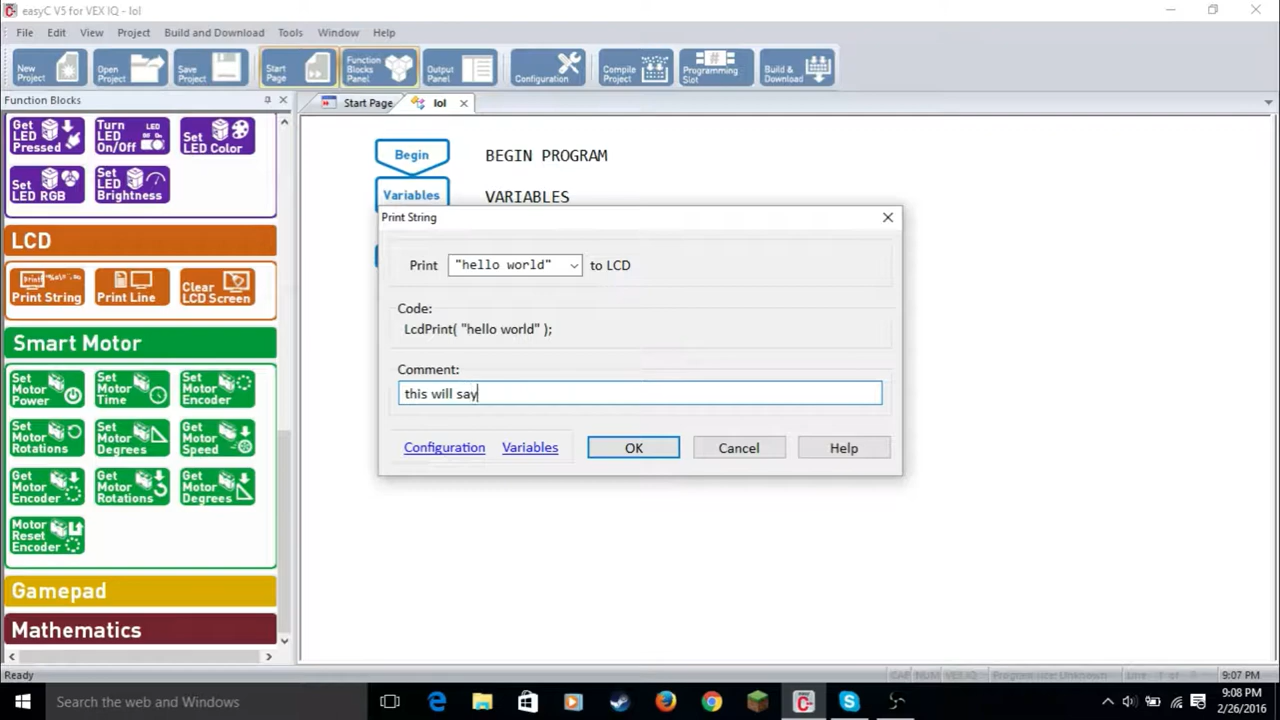 easyC V5 for VEX IQ - lol
File Edit View Project Build and Download Tools Window Help
New Project
Open Project
Save Project
Start Page
Function Blocks Panel
Output Panel
Configuration
Compile Project
Programming Slot
Build & Download
Function Blocks
Start Page
lol
Get LED Pressed
Turn LED On/Off
Set LED Color
Set LED RGB
Set LED Brightness
LCD
Print String
Print Line
Clear LCD Screen
Smart Motor
Set Motor Power
Set Motor Time
Set Motor Encoder
Set Motor Rotations
Set Motor Degrees
Get Motor Speed
Get Motor Encoder
Get Motor Rotations
Get Motor Degrees
Motor Reset Encoder
Gamepad
Mathematics
Begin BEGIN PROGRAM
Variables VARIABLES
Print String
Print "hello world" to LCD
Code:
LcdPrint( "hello world" );
Comment:
this will say
Configuration Variables OK Cancel Help
Ready
CAP NUM VEX IQ Program size: Unknown 9:07 PM
Search the web and Windows
9:08 PM
2/26/2016